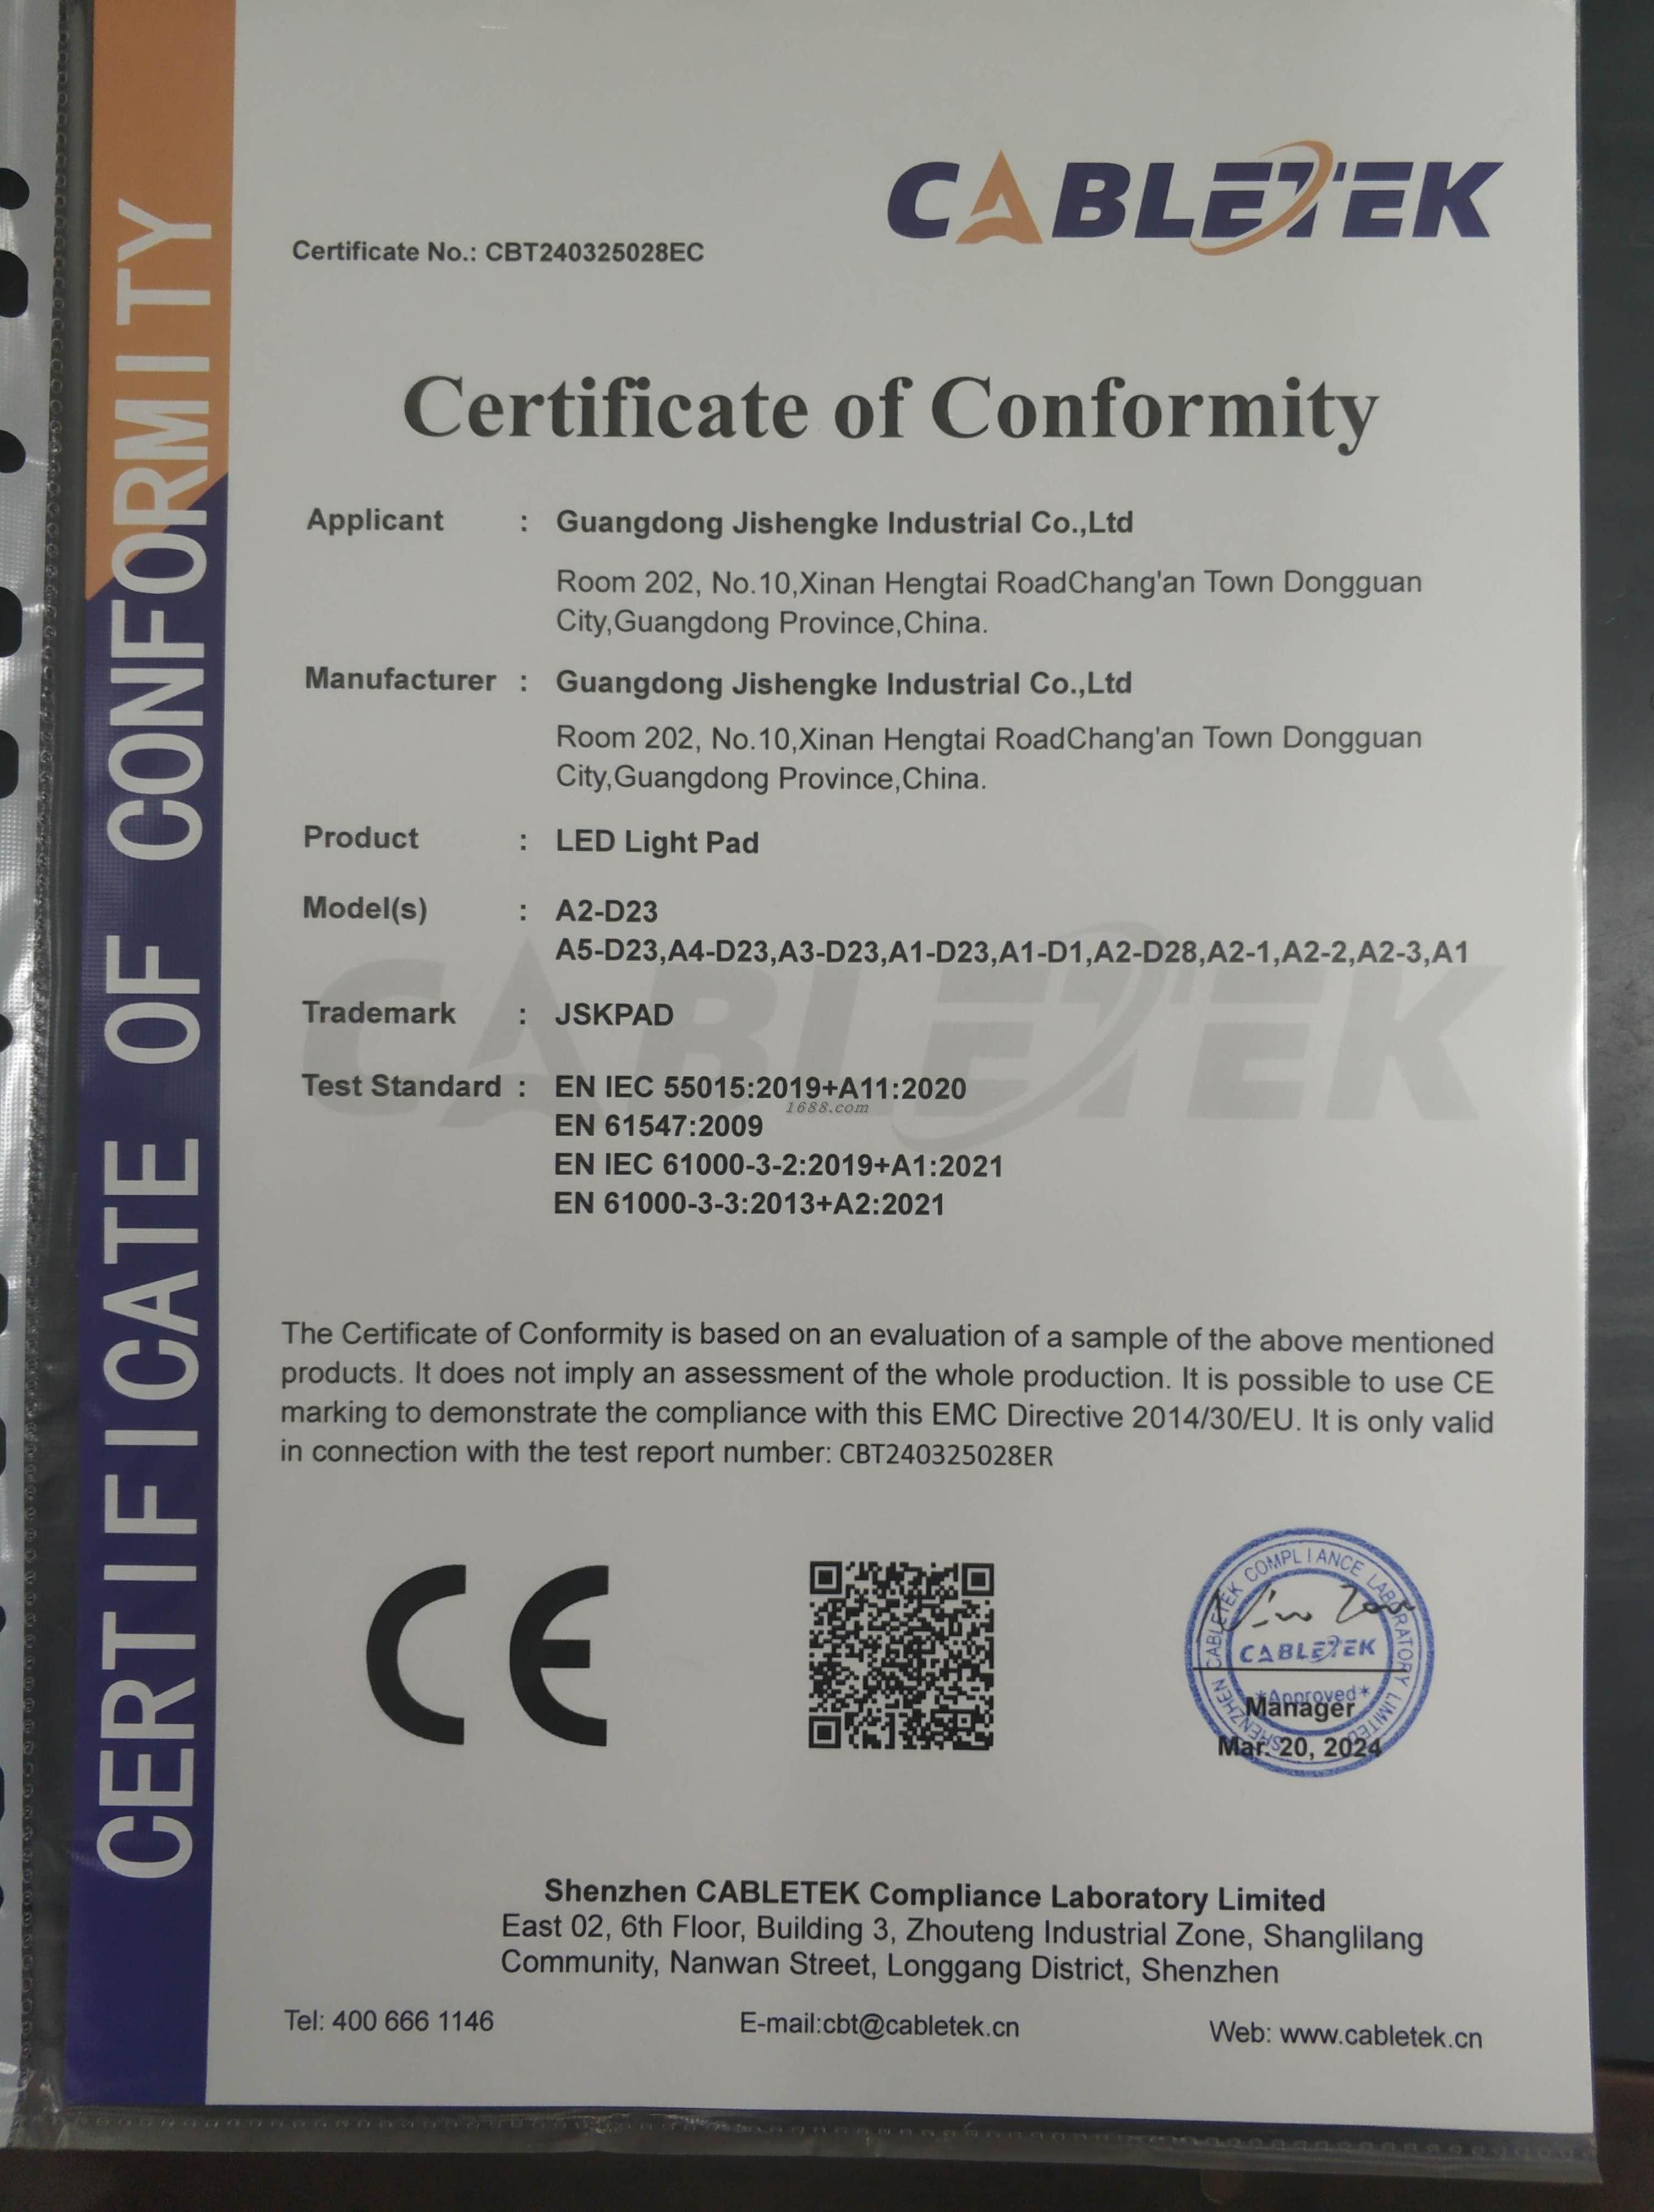 CERTIFICATE OF CONFORMITY
CABLETEK
Certificate No.: CBT240325028EC
Certificate of Conformity
Applicant : Guangdong Jishengke Industrial Co.,Ltd
Room 202, No.10,Xinan Hengtai RoadChang'an Town Dongguan
City,Guangdong Province,China.
Manufacturer : Guangdong Jishengke Industrial Co.,Ltd
Room 202, No.10,Xinan Hengtai RoadChang'an Town Dongguan
City,Guangdong Province,China.
Product : LED Light Pad
Model(s) : A2-D23
A5-D23,A4-D23,A3-D23,A1-D23,A1-D1,A2-D28,A2-1,A2-2,A2-3,A1
CABLETEK
Trademark : JSKPAD
Test Standard : EN IEC 55015:2019+A11:2020
1688.com
EN 61547:2009
EN IEC 61000-3-2:2019+A1:2021
EN 61000-3-3:2013+A2:2021
The Certificate of Conformity is based on an evaluation of a sample of the above mentioned
products. It does not imply an assessment of the whole production. It is possible to use CE
marking to demonstrate the compliance with this EMC Directive 2014/30/EU. It is only valid
in connection with the test report number: CBT240325028ER
CE
SHENZHEN CABLETEK COMPLIANCE LABORATORY LIMITED
CABLETEK
*Approved*
Manager
Mar. 20, 2024
Shenzhen CABLETEK Compliance Laboratory Limited
East 02, 6th Floor, Building 3, Zhouteng Industrial Zone, Shanglilang
Community, Nanwan Street, Longgang District, Shenzhen
Tel: 400 666 1146 E-mail:cbt@cabletek.cn Web: www.cabletek.cn